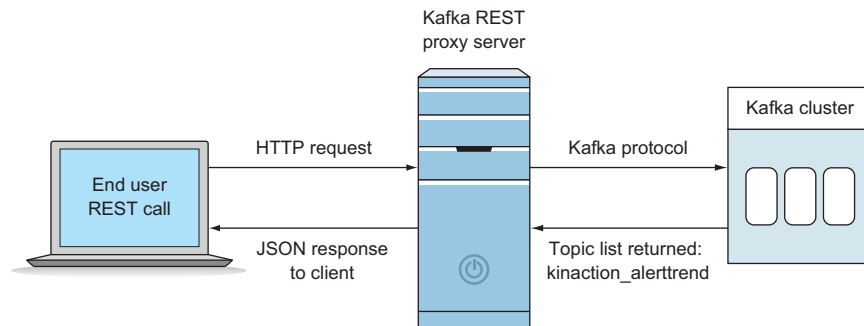 Kafka REST
proxy server
Kafka cluster
HTTP request
Kafka protocol
End user
REST call
JSON response
to client
Topic list returned:
kinaction_alerttrend